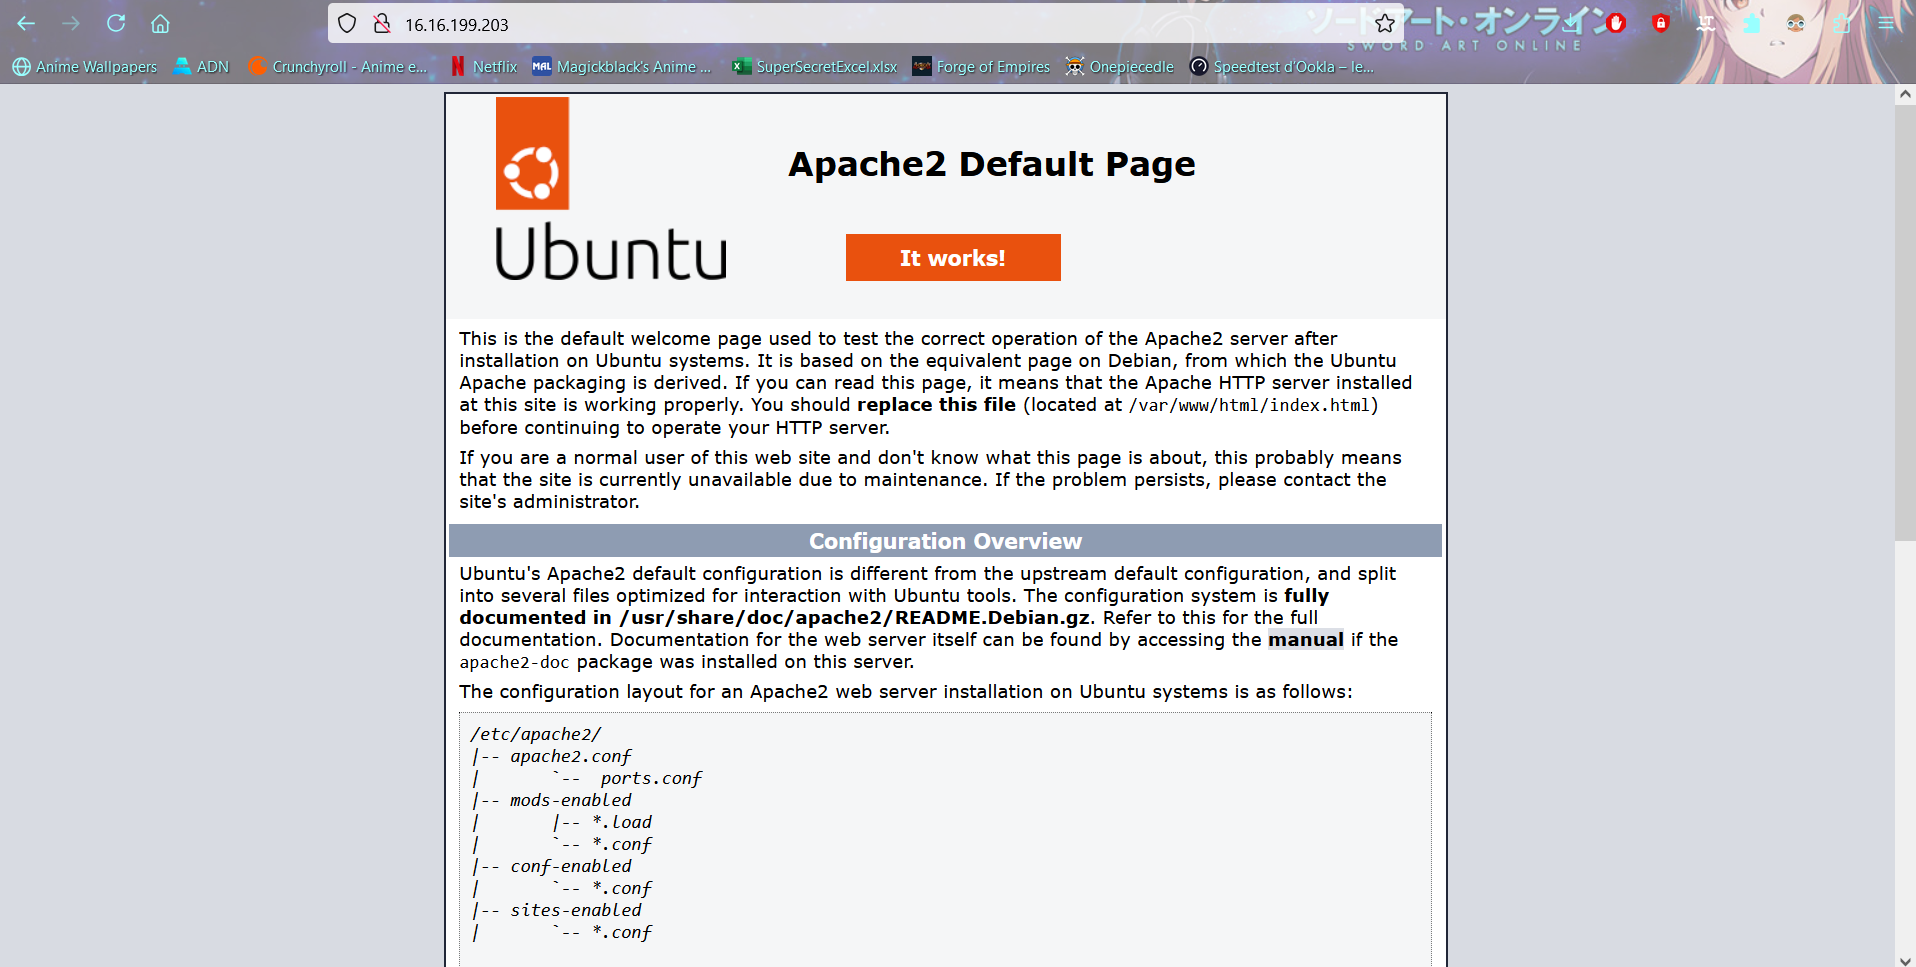 16.16.199.203
ソードアート・オンライン
SWORD ART ONLINE
Anime Wallpapers ADN Crunchyroll - Anime e... Netflix MAL Magickblack's Anime ... SuperSecretExcel.xlsx Forge of Empires Onepiecedle Speedtest d'Ookla – le...
Apache2 Default Page
Ubuntu
It works!
This is the default welcome page used to test the correct operation of the Apache2 server after
installation on Ubuntu systems. It is based on the equivalent page on Debian, from which the Ubuntu
Apache packaging is derived. If you can read this page, it means that the Apache HTTP server installed
at this site is working properly. You should replace this file (located at /var/www/html/index.html)
before continuing to operate your HTTP server.
If you are a normal user of this web site and don't know what this page is about, this probably means
that the site is currently unavailable due to maintenance. If the problem persists, please contact the
site's administrator.
Configuration Overview
Ubuntu's Apache2 default configuration is different from the upstream default configuration, and split
into several files optimized for interaction with Ubuntu tools. The configuration system is fully
documented in /usr/share/doc/apache2/README.Debian.gz. Refer to this for the full
documentation. Documentation for the web server itself can be found by accessing the manual if the
apache2-doc package was installed on this server.
The configuration layout for an Apache2 web server installation on Ubuntu systems is as follows:
/etc/apache2/
|-- apache2.conf
|       `--  ports.conf
|-- mods-enabled
|       |-- *.load
|       `-- *.conf
|-- conf-enabled
|       `-- *.conf
|-- sites-enabled
|       `-- *.conf